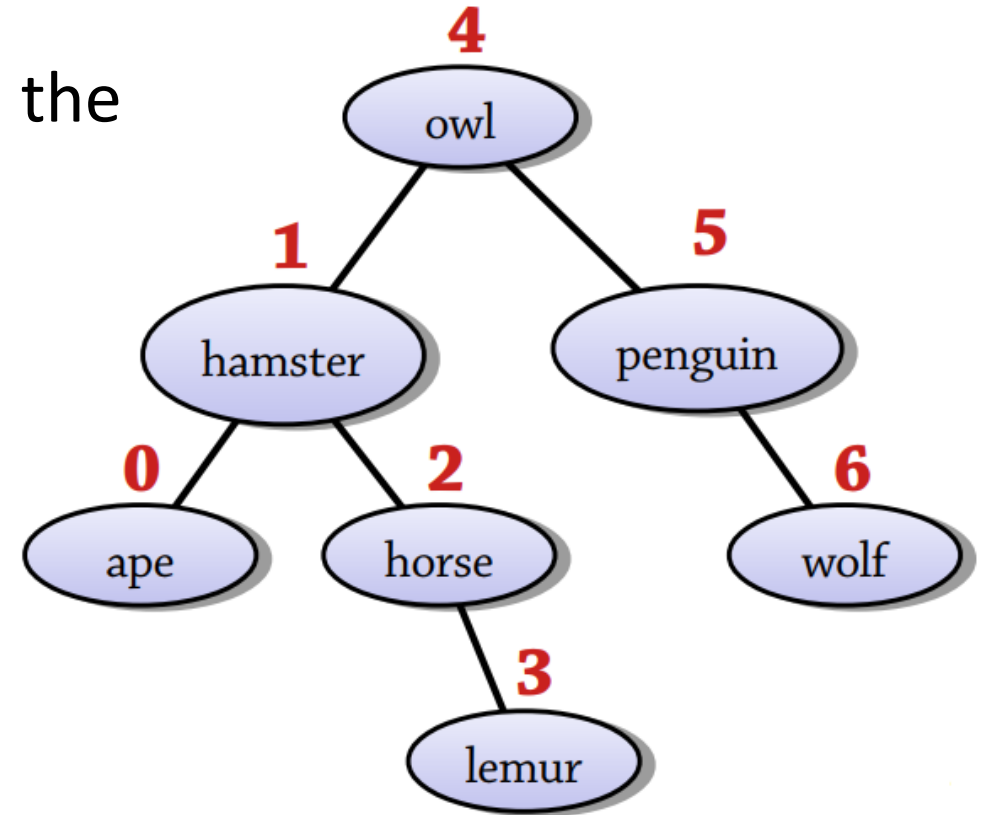 4
the
owl
1
5
hamster
penguin
0
2
6
ape
horse
wolf
3
lemur